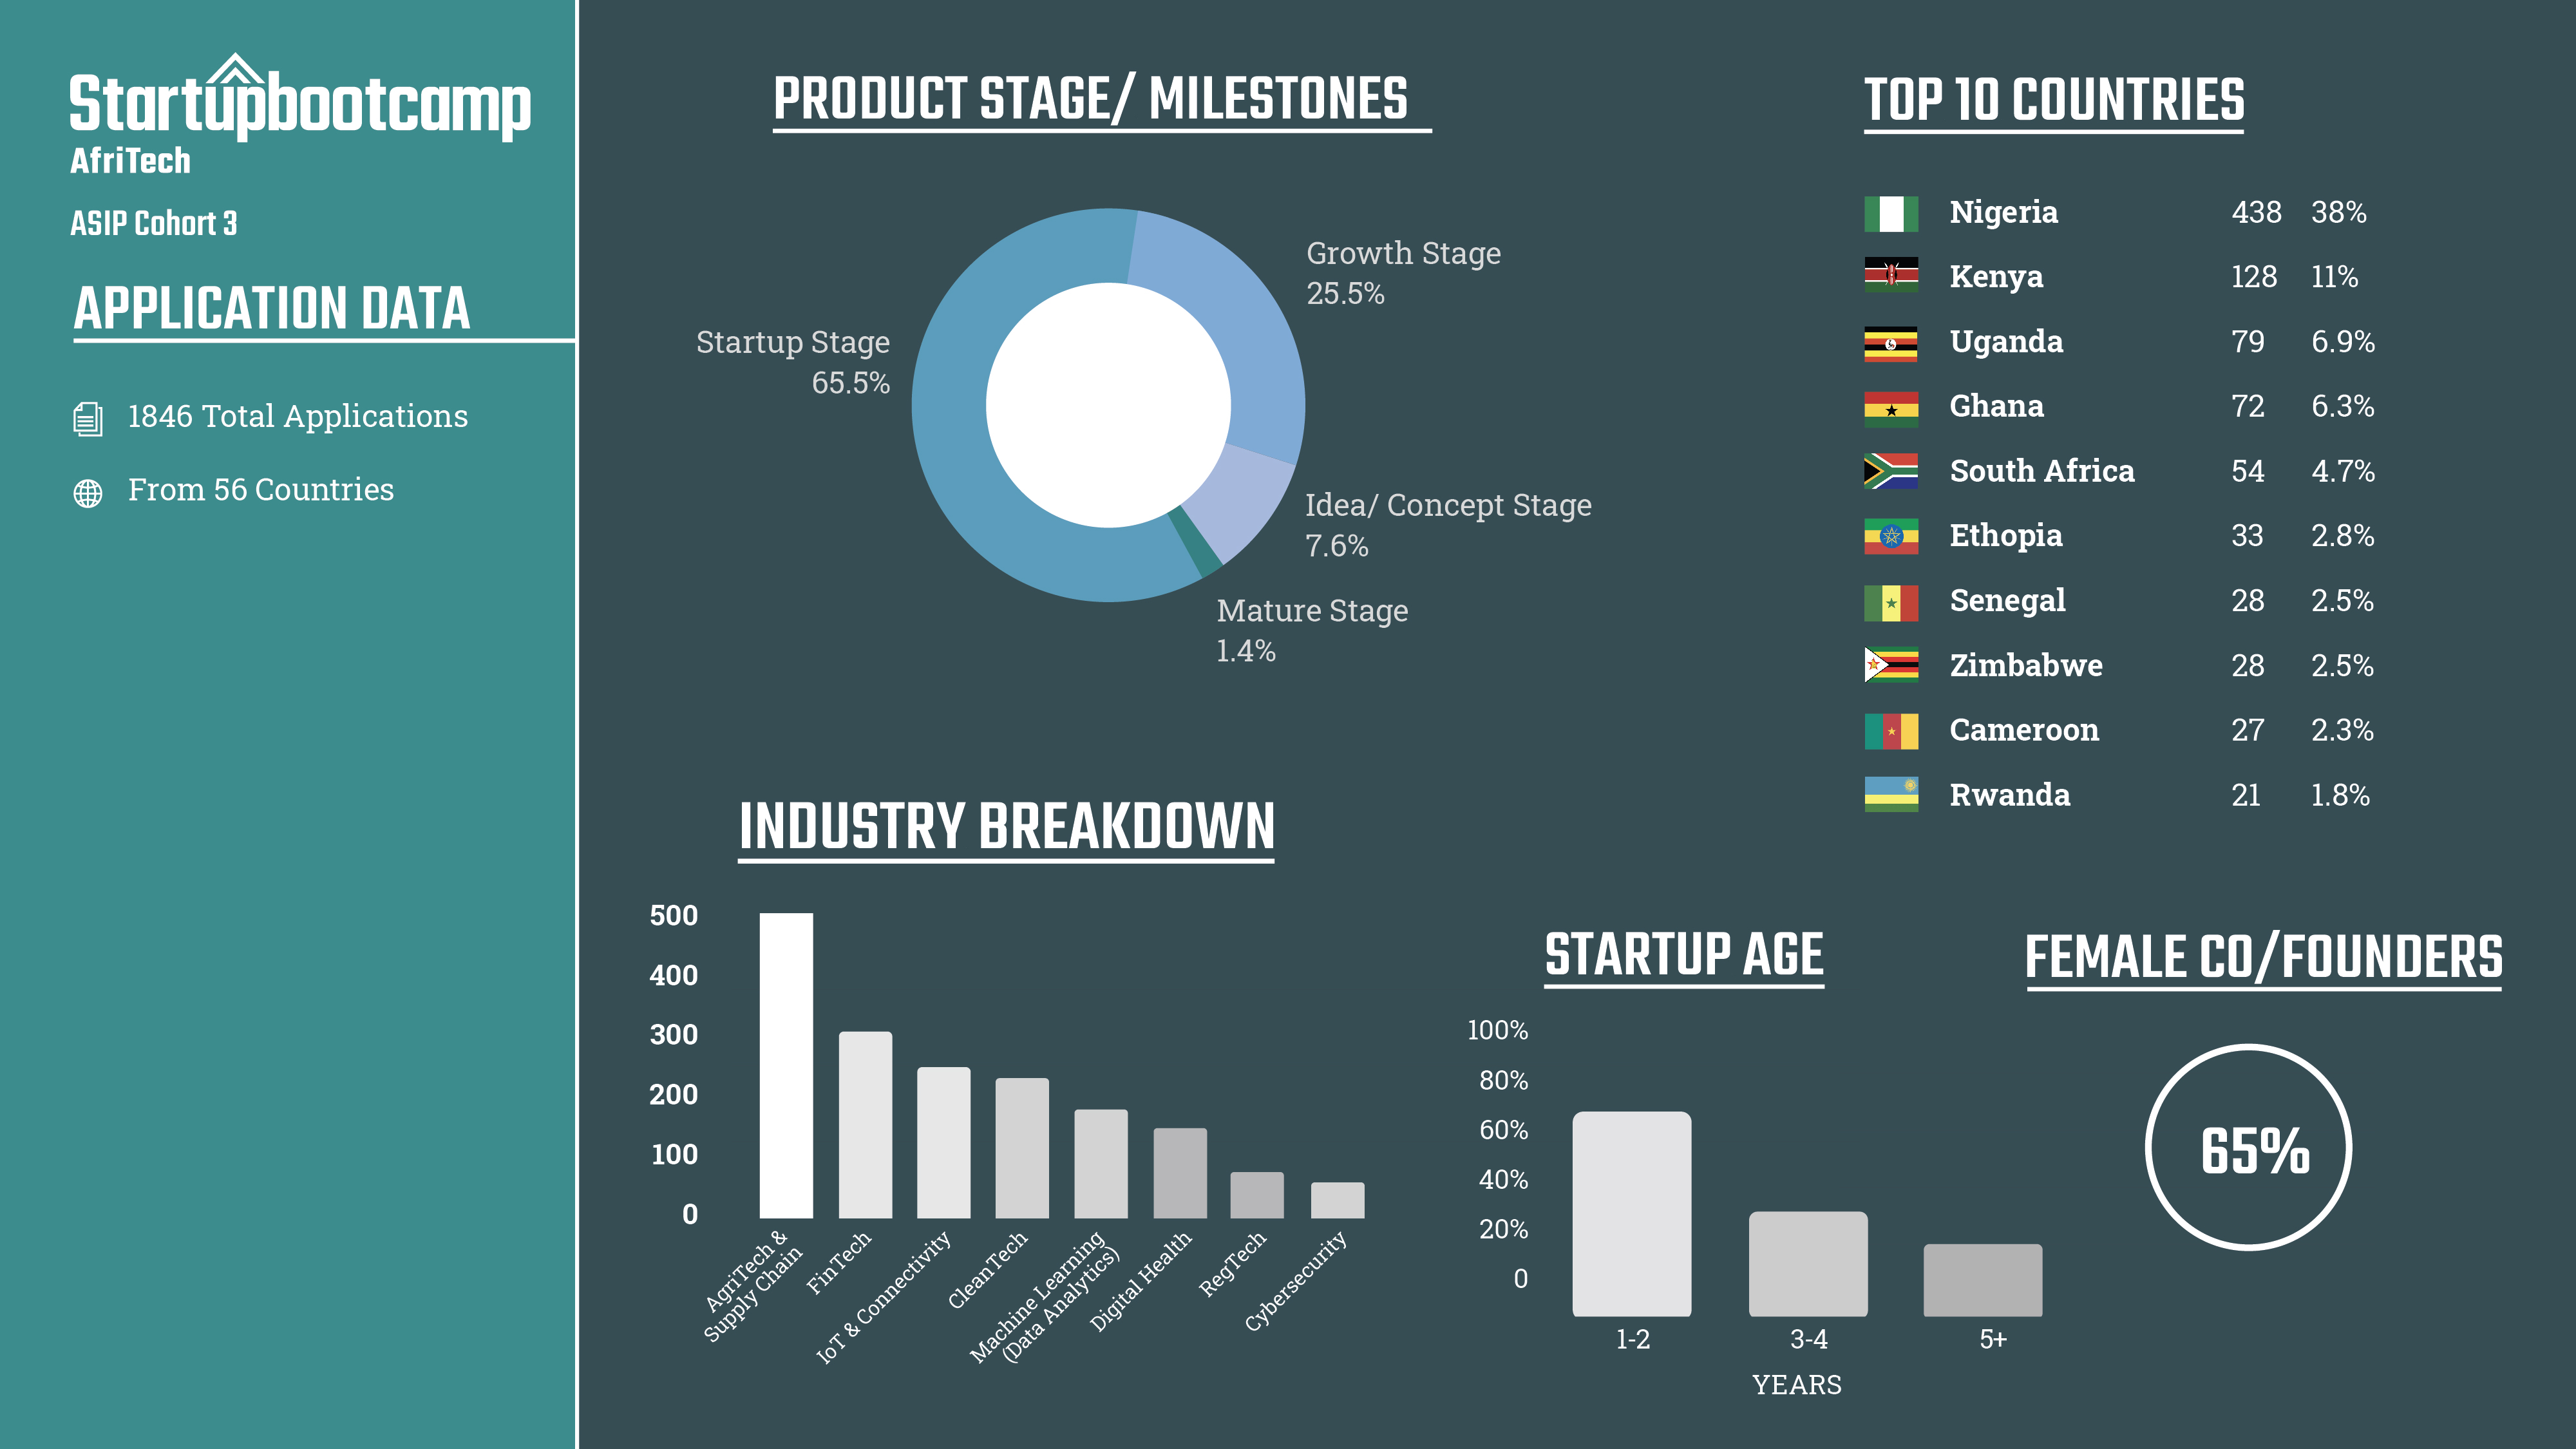 Startupbootcamp
AfriTech
ASIP Cohort 3
APPLICATION DATA
1846 Total Applications
From 56 Countries
PRODUCT STAGE/ MILESTONES
Growth Stage
25.5%
Startup Stage
65.5%
Idea/ Concept Stage
7.6%
Mature Stage
1.4%
TOP 10 COUNTRIES
Nigeria 438 38%
Kenya 128 11%
Uganda 79 6.9%
Ghana 72 6.3%
South Africa 54 4.7%
Ethopia 33 2.8%
Senegal 28 2.5%
Zimbabwe 28 2.5%
Cameroon 27 2.3%
Rwanda 21 1.8%
INDUSTRY BREAKDOWN
500
400
300
200
100
0
AgriTech &
Supply Chain
FinTech
IoT & Connectivity
CleanTech
Machine Learning
(Data Analytics)
Digital Health
RegTech
Cybersecurity
STARTUP AGE
100%
80%
60%
40%
20%
0
1-2
3-4
5+
YEARS
FEMALE CO/FOUNDERS
65%